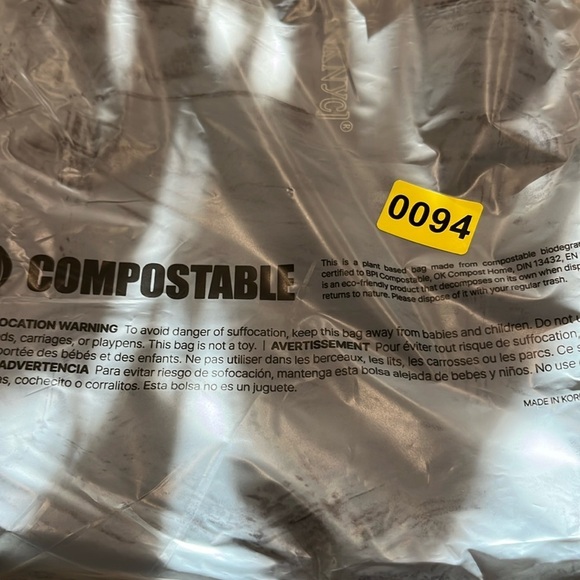 NYC]®
0094
COMPOSTABLE
This is a plant based bag made from compostable biodegra
certified to BPI Compostable, OK Compost Home, DIN 13432, EN
is an eco-friendly product that decomposes on its own when dis
returns to nature. Please dispose of it with your regular trash.
OCATION WARNING To avoid danger of suffocation, keep this bag away from babies and children. Do not u
ds, carriages, or playpens. This bag is not a toy. | AVERTISSEMENT Pour éviter tout risque de suffocation,
portée des bébés et des enfants. Ne pas utiliser dans les berceaux, les lits, les carrosses ou les parcs. Ce s
ADVERTENCIA Para evitar riesgo de sofocación, mantenga esta bolsa alejada de bebes y niños. No use
as, cochecito o corralitos. Esta bolsa no es un juguete.
MADE IN KOR